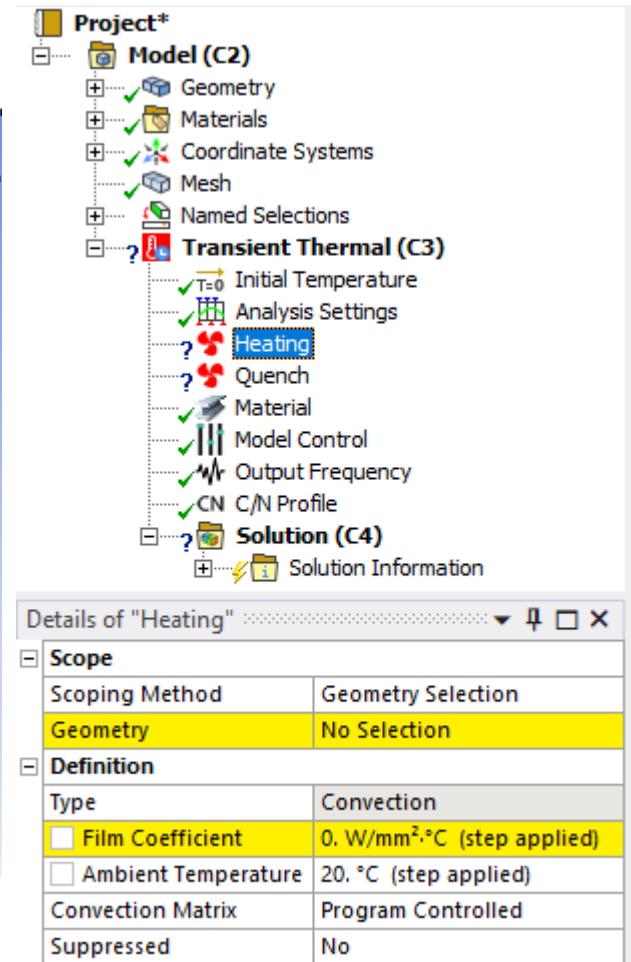 Project*
Model (C2)
Geometry
Materials
Coordinate Systems
Mesh
Named Selections
? Transient Thermal (C3)
T=0 Initial Temperature
Analysis Settings
? Heating
? Quench
Material
Model Control
Output Frequency
CN C/N Profile
? Solution (C4)
i Solution Information
Details of "Heating"
Scope
Scoping Method Geometry Selection
Geometry No Selection
Definition
Type Convection
Film Coefficient 0. W/mm²·°C (step applied)
Ambient Temperature 20. °C (step applied)
Convection Matrix Program Controlled
Suppressed No